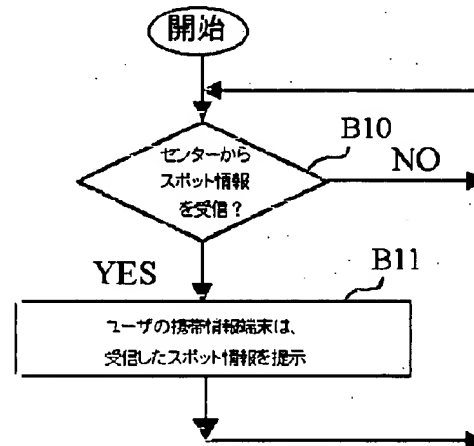 開始
B10
センターから
スポット情報
を受信？
NO
YES
B11
ユーザの携帯情報端末は、
受信したスポット情報を提示